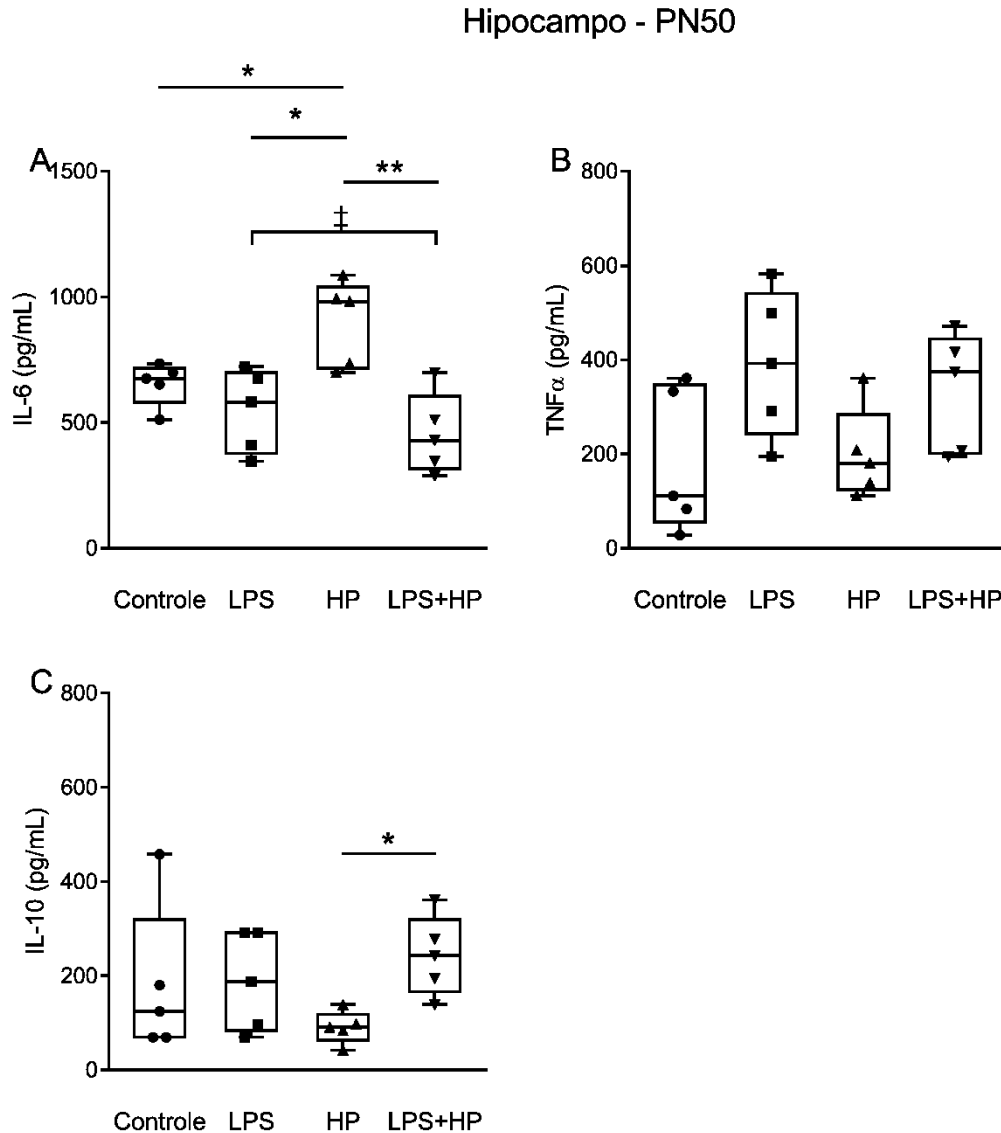 Hipocampo - PN50
*
*
**
‡
A
IL-6 (pg/mL)
1500
1000
500
0
Controle LPS HP LPS+HP
B
TNFα (pg/mL)
800
600
400
200
0
Controle LPS HP LPS+HP
C
IL-10 (pg/mL)
800
600
400
200
0
*
Controle LPS HP LPS+HP